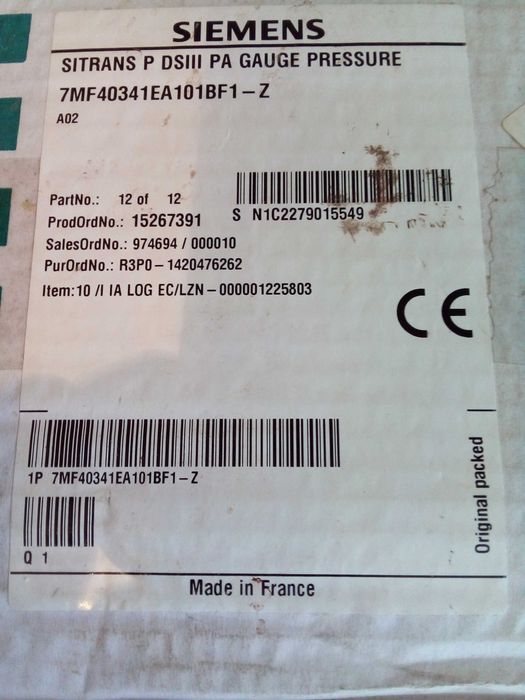 SIEMENS
SITRANS P DSIII PA GAUGE PRESSURE
7MF40341EA101BF1-Z
A02
PartNo.: 12 of 12
ProdOrdNo.: 15267391
S N1C2279015549
SalesOrdNo.: 974694 / 000010
PurOrdNo.: R3P0-1420476262
Item:10 /I IA LOG EC/LZN-000001225803
CE
1P 7MF40341EA101BF1-Z
Q 1
Original packed
Made in France